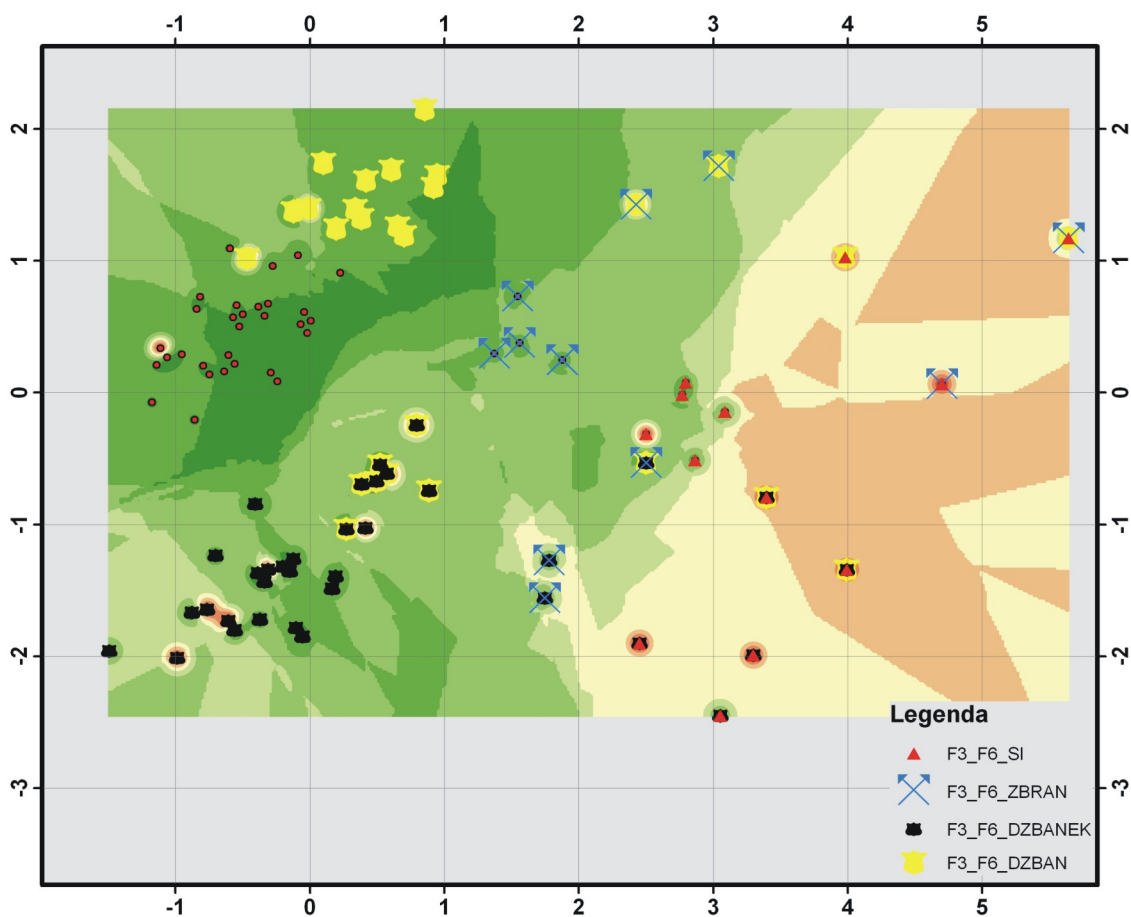 -1 0 1 2 3 4 5
2 2
1 1
0 0
-1 -1
-2 -2
Legenda
F3_F6_SI
F3_F6_ZBRAN
-3 -3
F3_F6_DZBANEK
F3_F6_DZBAN
-1 0 1 2 3 4 5